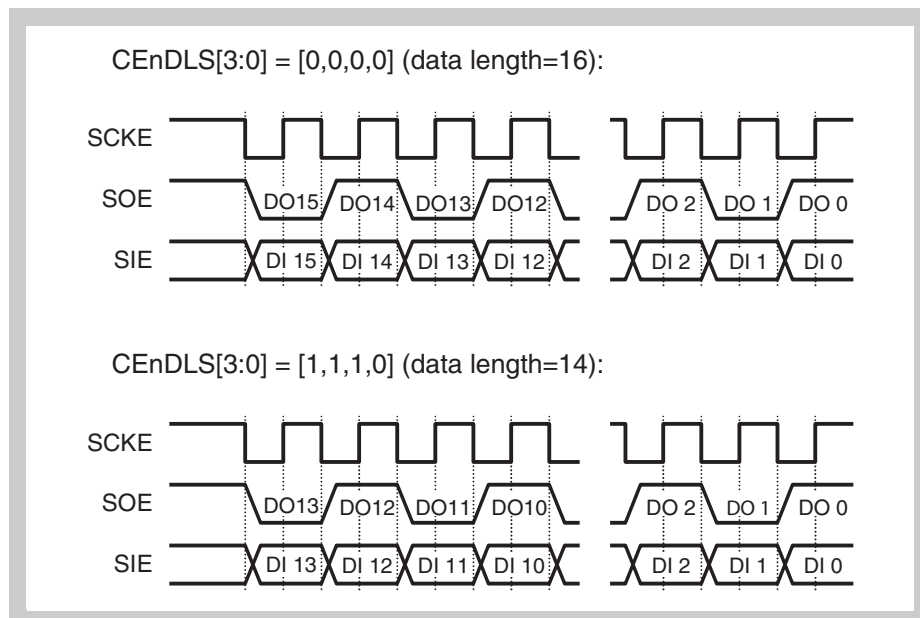 CEnDLS[3:0] = [0,0,0,0] (data length=16):
SCKE
SOE DO15 DO14 DO13 DO12 DO 2 DO 1 DO 0
SIE DI 15 DI 14 DI 13 DI 12 DI 2 DI 1 DI 0
CEnDLS[3:0] = [1,1,1,0] (data length=14):
SCKE
SOE DO13 DO12 DO11 DO10 DO 2 DO 1 DO 0
SIE DI 13 DI 12 DI 11 DI 10 DI 2 DI 1 DI 0